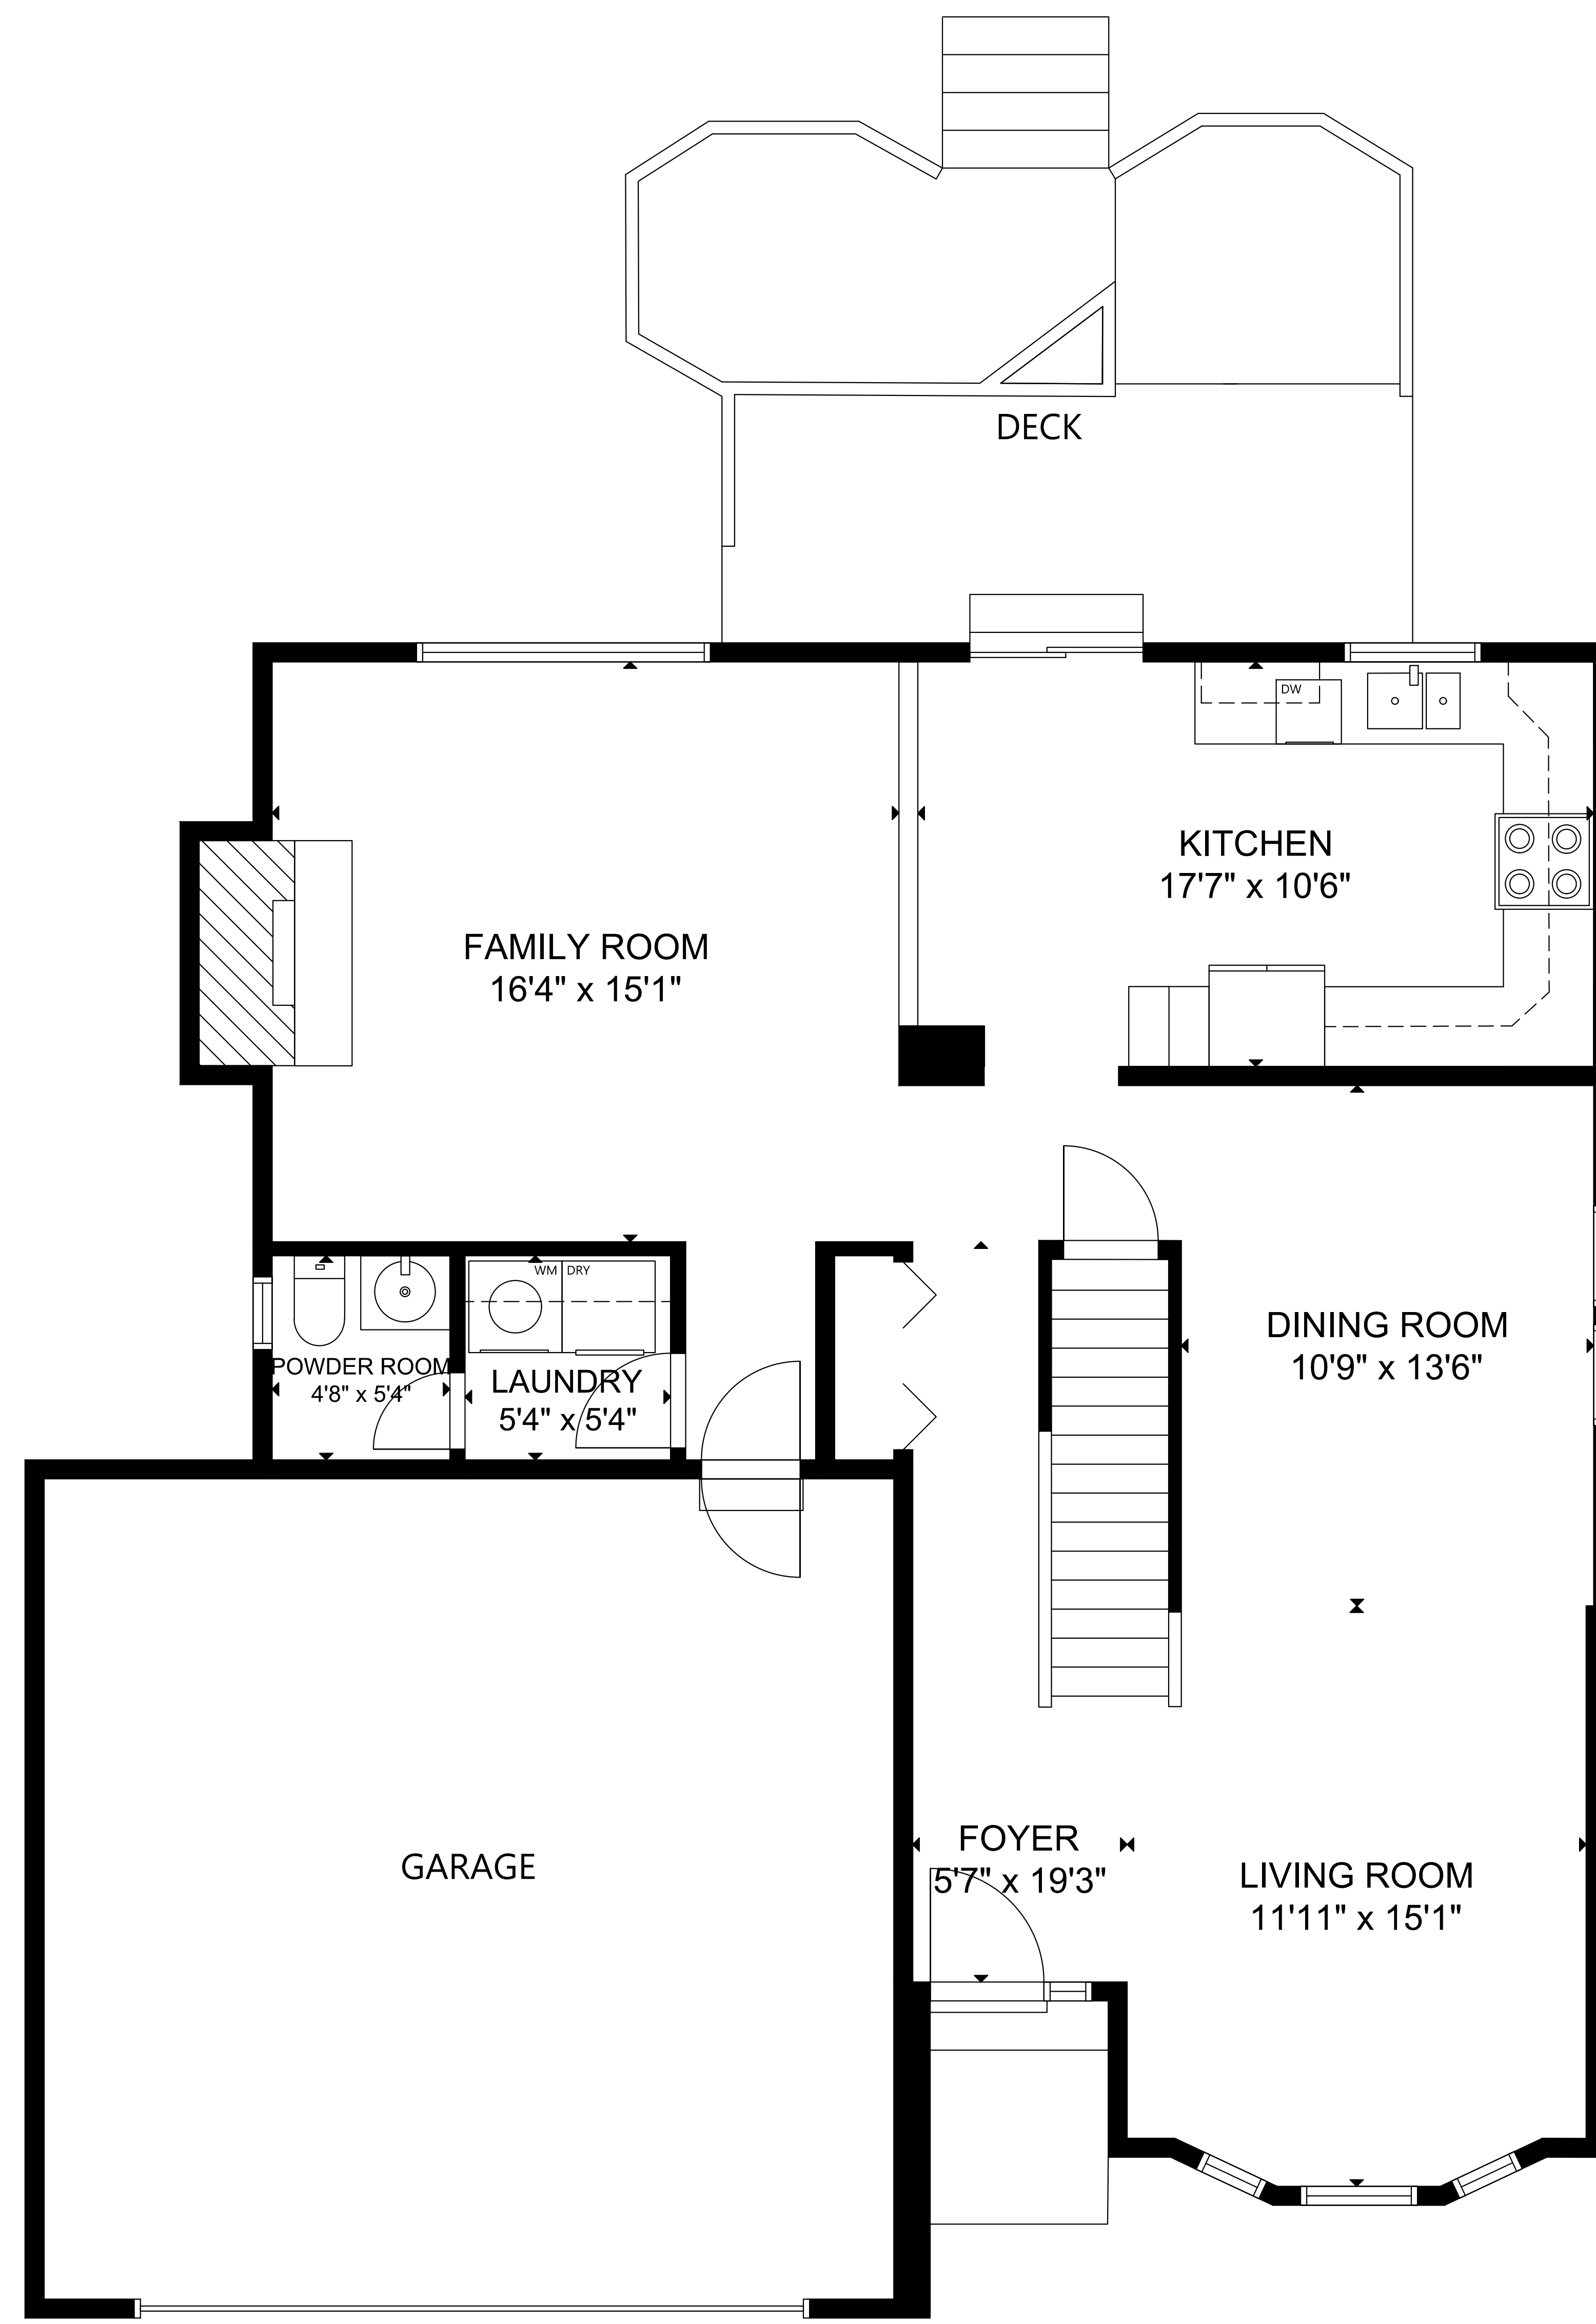 DECK
DW
KITCHEN
17'7" x 10'6"
FAMILY ROOM
16'4" x 15'1"
WM
DRY
POWDER ROOM
4'8" x 5'4"
LAUNDRY
5'4" x 5'4"
DINING ROOM
10'9" x 13'6"
GARAGE
FOYER
5'7" x 19'3"
LIVING ROOM
11'11" x 15'1"